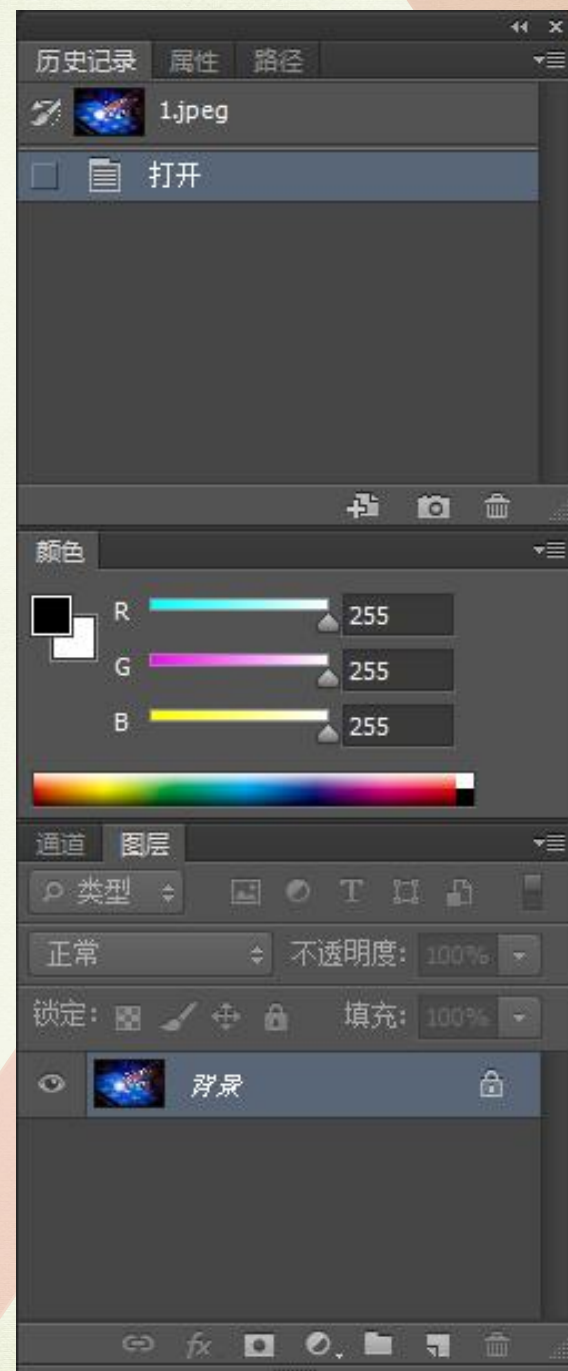 历史记录 属性 路径
1.jpeg
打开
颜色
R 255
G 255
B 255
通道 图层
类型
正常 不透明度: 100%
锁定: 填充: 100%
背景